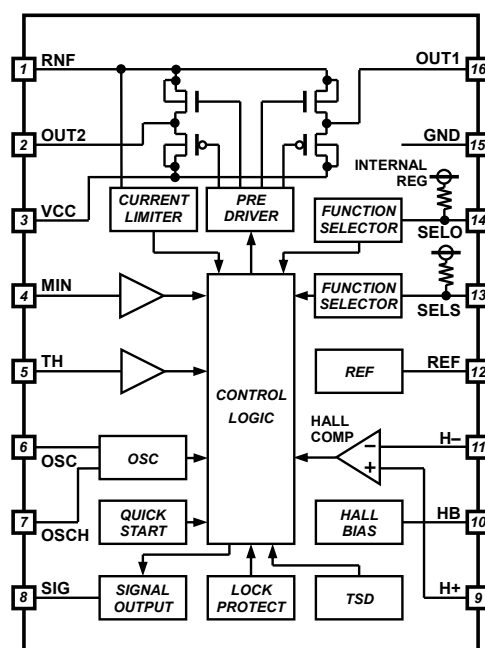 1 RNF
OUT1 16
2 OUT2
GND 15
INTERNAL
REG
3 VCC
CURRENT
LIMITER
PRE
DRIVER
FUNCTION
SELECTOR
14
SELO
4 MIN
FUNCTION
SELECTOR
13
SELS
5 TH
CONTROL
LOGIC
REF
REF 12
6
OSC
OSC
HALL
COMP
−
+
H− 11
7
OSCH
QUICK
START
HALL
BIAS
HB 10
8 SIG
SIGNAL
OUTPUT
LOCK
PROTECT
TSD
H+ 9